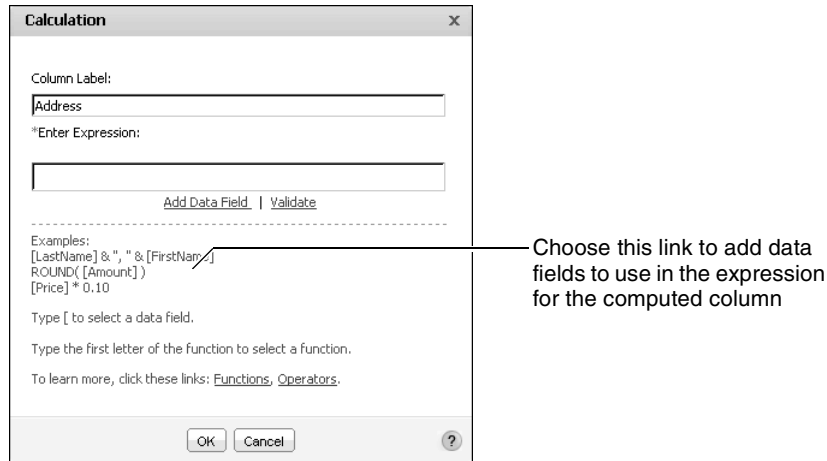 Calculation
x
Column Label:
Address
*Enter Expression:
Add Data Field | Validate
Examples:
[LastName] & ", " & [FirstName]
ROUND( [Amount] )
[Price] * 0.10
Type [ to select a data field.
Type the first letter of the function to select a function.
To learn more, click these links: Functions, Operators.
OK Cancel ?
Choose this link to add data
fields to use in the expression
for the computed column